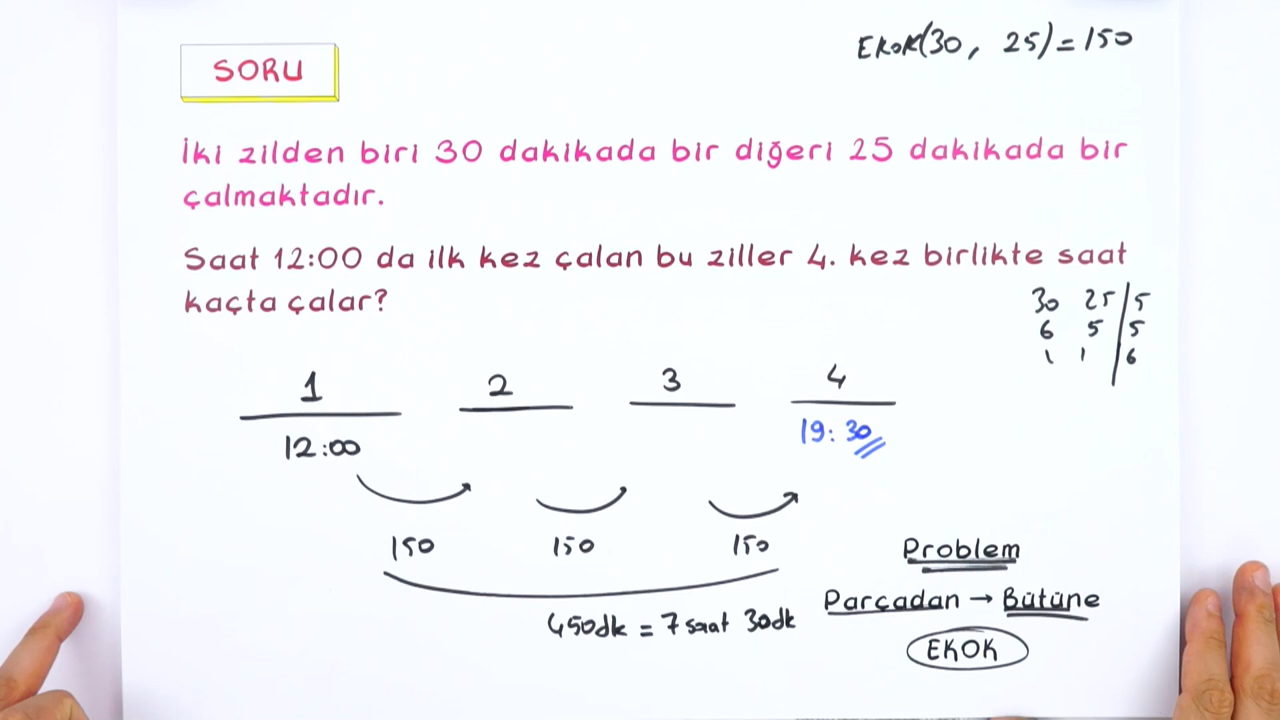 EKOK(30, 25)=150
SORU
İki zilden biri 30 dakikada bir diğeri 25 dakikada bir
çalmaktadır.
Saat 12:00 da ilk kez çalan bu ziller 4. kez birlikte saat
kaçta çalar?
30 25 5
6 5 5
1 1 6
1 2 3 4
12:00 19:30
150 150 150
450dk = 7 saat 30dk
Problem
Parçadan → Bütüne
EKOK